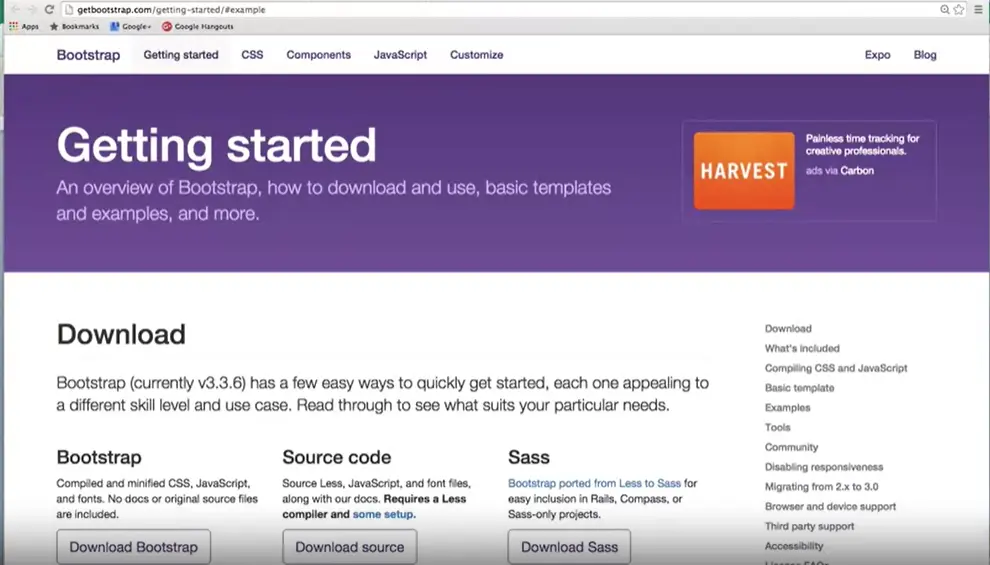 getbootstrap.com/getting-started/#example
Apps Bookmarks Google+ Google Hangouts
Bootstrap Getting started CSS Components JavaScript Customize Expo Blog
Getting started
An overview of Bootstrap, how to download and use, basic templates
and examples, and more.
HARVEST
Painless time tracking for
creative professionals.
ads via Carbon
Download
Bootstrap (currently v3.3.6) has a few easy ways to quickly get started, each one appealing to
a different skill level and use case. Read through to see what suits your particular needs.
Bootstrap
Compiled and minified CSS, JavaScript,
and fonts. No docs or original source files
are included.
Download Bootstrap
Source code
Source Less, JavaScript, and font files,
along with our docs. Requires a Less
compiler and some setup.
Download source
Sass
Bootstrap ported from Less to Sass for
easy inclusion in Rails, Compass, or
Sass-only projects.
Download Sass
Download
What's included
Compiling CSS and JavaScript
Basic template
Examples
Tools
Community
Disabling responsiveness
Migrating from 2.x to 3.0
Browser and device support
Third party support
Accessibility